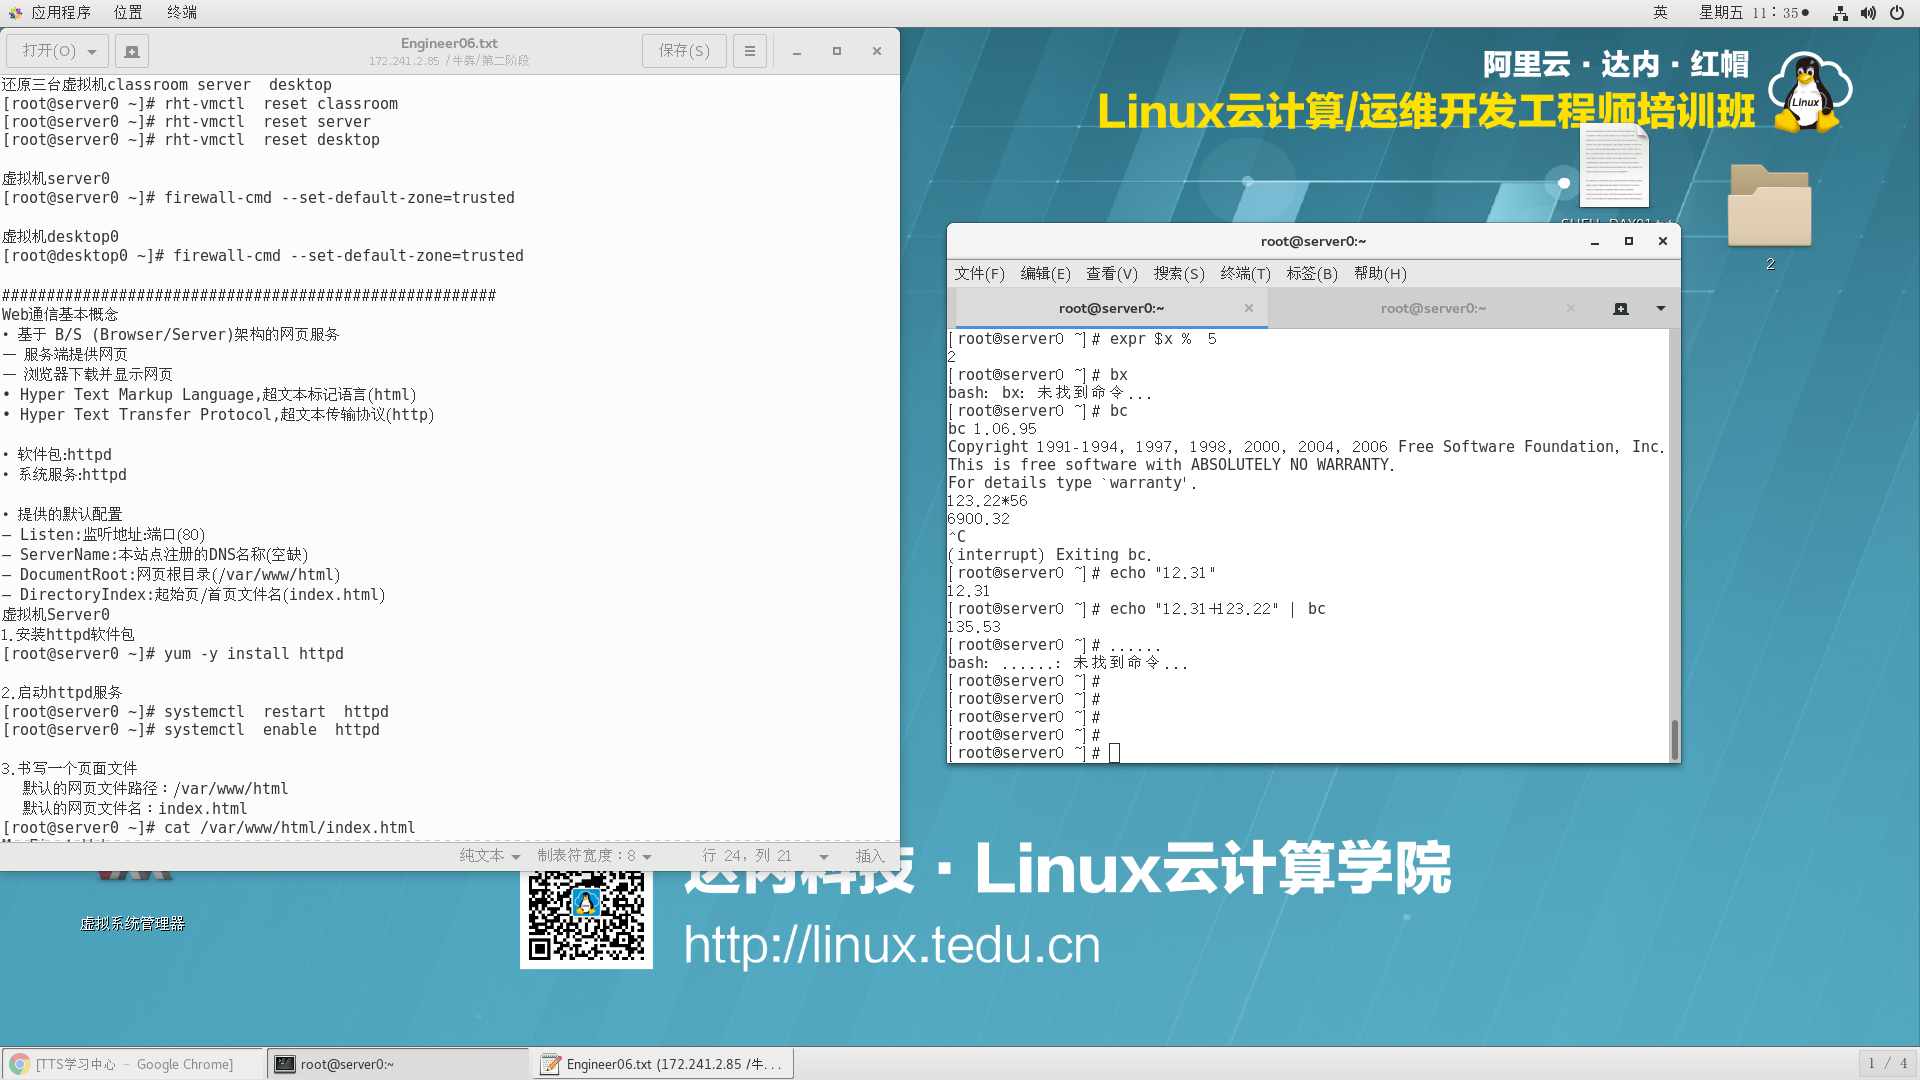 应用程序 位置 终端
英 星期五 11:35
打开(O) Engineer06.txt 保存(S)
172.241.2.85 /牛犇/第二阶段
还原三台虚拟机classroom server  desktop
[root@server0 ~]# rht-vmctl  reset classroom
[root@server0 ~]# rht-vmctl  reset server
[root@server0 ~]# rht-vmctl  reset desktop
虚拟机server0
[root@server0 ~]# firewall-cmd --set-default-zone=trusted
虚拟机desktop0
[root@desktop0 ~]# firewall-cmd --set-default-zone=trusted
#######################################################
Web通信基本概念
• 基于 B/S (Browser/Server)架构的网页服务
— 服务端提供网页
— 浏览器下载并显示网页
• Hyper Text Markup Language,超文本标记语言(html)
• Hyper Text Transfer Protocol,超文本传输协议(http)
• 软件包:httpd
• 系统服务:httpd
• 提供的默认配置
– Listen:监听地址:端口(80)
– ServerName:本站点注册的DNS名称(空缺)
– DocumentRoot:网页根目录(/var/www/html)
– DirectoryIndex:起始页/首页文件名(index.html)
虚拟机Server0
1.安装httpd软件包
[root@server0 ~]# yum -y install httpd
2.启动httpd服务
[root@server0 ~]# systemctl  restart  httpd
[root@server0 ~]# systemctl  enable  httpd
3.书写一个页面文件
默认的网页文件路径：/var/www/html
默认的网页文件名：index.html
[root@server0 ~]# cat /var/www/html/index.html
纯文本 制表符宽度：8 行 24，列 21 插入
阿里云·达内·红帽
Linux云计算/运维开发工程师培训班
Linux
2
root@server0:~
文件(F) 编辑(E) 查看(V) 搜索(S) 终端(T) 标签(B) 帮助(H)
root@server0:~ root@server0:~
[root@server0 ~]# expr $x %  5
2
[root@server0 ~]# bx
bash: bx: 未找到命令...
[root@server0 ~]# bc
bc 1.06.95
Copyright 1991-1994, 1997, 1998, 2000, 2004, 2006 Free Software Foundation, Inc.
This is free software with ABSOLUTELY NO WARRANTY.
For details type `warranty'.
123.22*56
6900.32
^C
(interrupt) Exiting bc.
[root@server0 ~]# echo "12.31"
12.31
[root@server0 ~]# echo "12.31+123.22" | bc
135.53
[root@server0 ~]# ......
bash: ......: 未找到命令...
[root@server0 ~]#
[root@server0 ~]#
[root@server0 ~]#
[root@server0 ~]#
[root@server0 ~]#
虚拟系统管理器
达内科技·Linux云计算学院
http://linux.tedu.cn
[TTS学习中心 - Google Chrome] root@server0:~ Engineer06.txt (172.241.2.85 /牛... 1 / 4